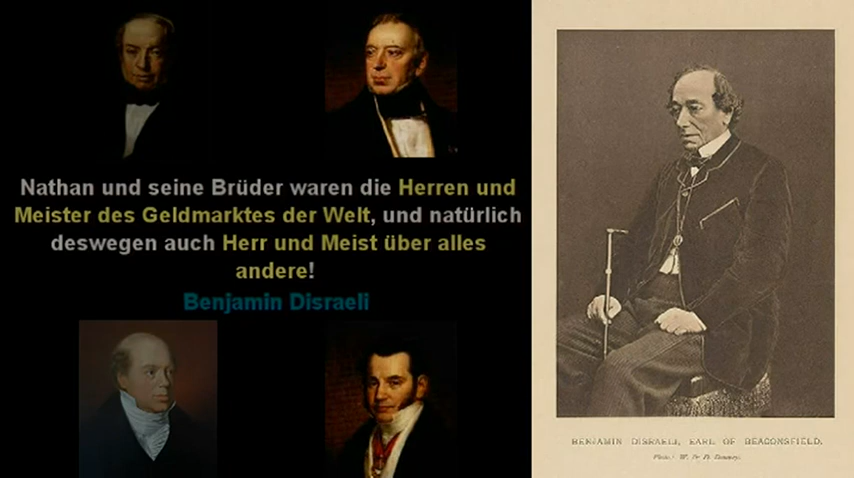 Nathan und seine Brüder waren die Herren und
Meister des Geldmarktes der Welt, und natürlich
deswegen auch Herr und Meist über alles
andere!
Benjamin Disraeli
BENJAMIN DISRAELI, EARL OF BEACONSFIELD.
Photo: W. &